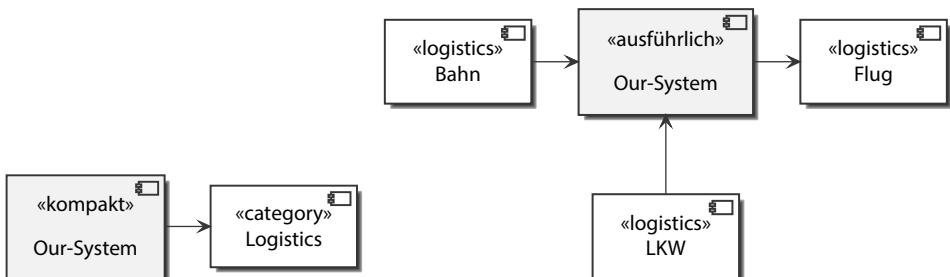 «logistics»
Bahn
«ausführlich»
Our-System
«logistics»
Flug
«kompakt»
Our-System
«category»
Logistics
«logistics»
LKW